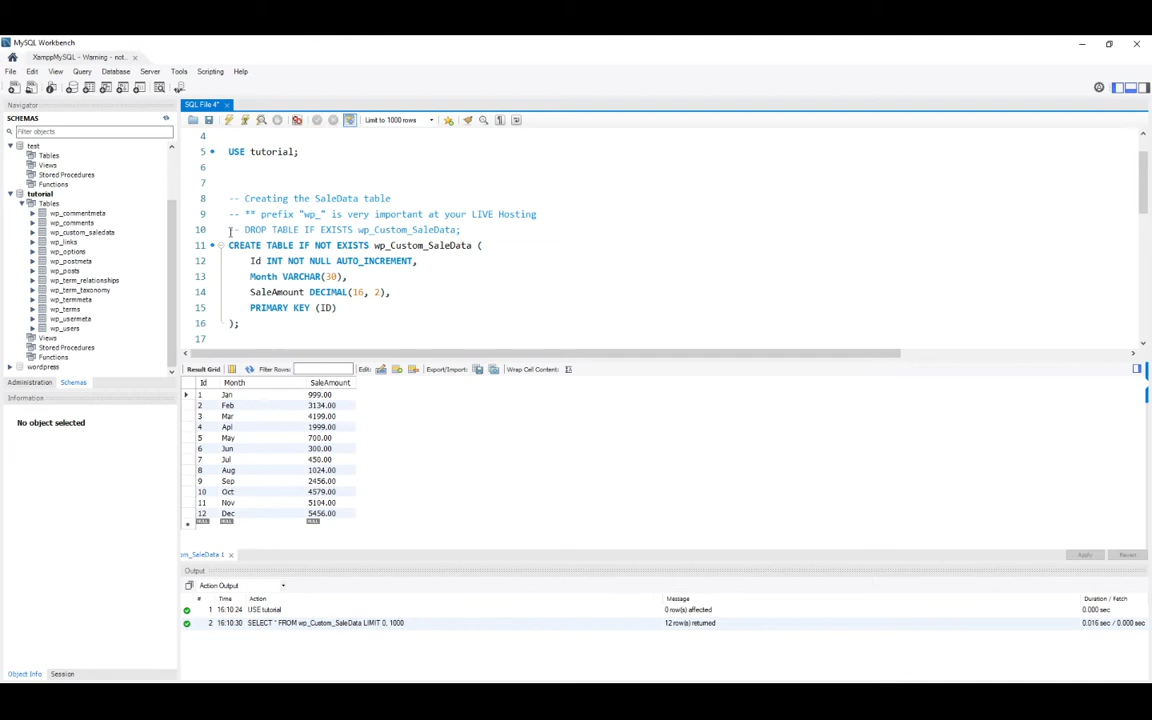 MySQL Workbench
XamppMySQL - Warning - not...
File Edit View Query Database Server Tools Scripting Help
Navigator
SCHEMAS
Filter objects
test
Tables
Views
Stored Procedures
Functions
tutorial
Tables
wp_commentmeta
wp_comments
wp_custom_saledata
wp_links
wp_options
wp_postmeta
wp_posts
wp_term_relationships
wp_term_taxonomy
wp_termmeta
wp_terms
wp_usermeta
wp_users
Views
Stored Procedures
Functions
wordpress
Administration Schemas
Information
No object selected
Object Info Session
SQL File 4*
Limit to 1000 rows
4
5 USE tutorial;
6
7
8 -- Creating the SaleData table
9 -- ** prefix "wp_" is very important at your LIVE Hosting
10 -- DROP TABLE IF EXISTS wp_Custom_SaleData;
11 CREATE TABLE IF NOT EXISTS wp_Custom_SaleData (
12 Id INT NOT NULL AUTO_INCREMENT,
13 Month VARCHAR(30),
14 SaleAmount DECIMAL(16, 2),
15 PRIMARY KEY (ID)
16 );
17
Result Grid Filter Rows: Edit: Export/Import: Wrap Cell Content:
Id Month SaleAmount
1 Jan 999.00
2 Feb 3134.00
3 Mar 4199.00
4 Apl 1999.00
5 May 700.00
6 Jun 300.00
7 Jul 450.00
8 Aug 1024.00
9 Sep 2456.00
10 Oct 4579.00
11 Nov 5104.00
12 Dec 5456.00
NULL NULL NULL
m_SaleData 1
Apply Revert
Output
Action Output
# Time Action Message Duration / Fetch
1 16:10:24 USE tutorial 0 row(s) affected 0.000 sec
2 16:10:30 SELECT * FROM wp_Custom_SaleData LIMIT 0, 1000 12 row(s) returned 0.016 sec / 0.000 sec